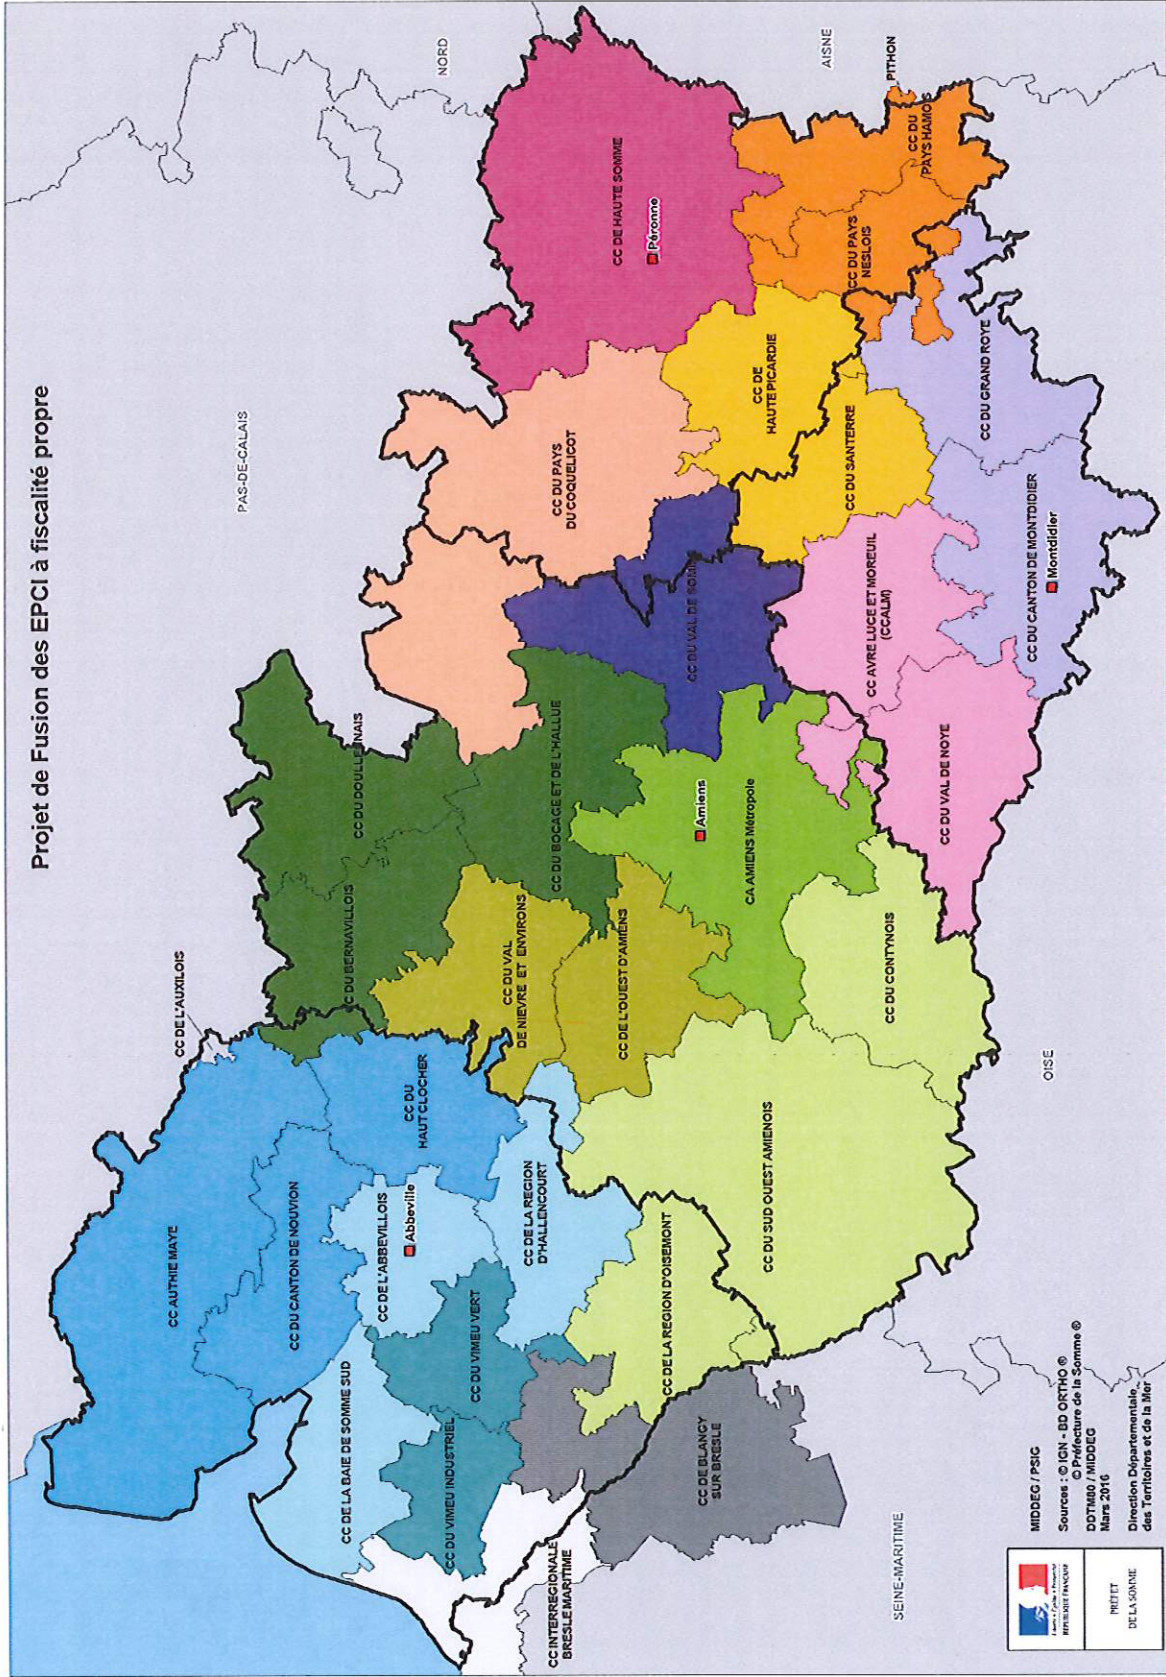 Projet de Fusion des EPCI à fiscalité propre
PAS-DE-CALAIS
NORD
AISNE
PITHON
CC DE L'AUXILOIS
CC AUTHIE MAYE
CC DU CANTON DE NOUVION
CC DU
HAUT CLOCHER
CC DE L'ABBEVILLOIS
Abbeville
CC DE LA BAIE DE SOMME SUD
CC DU VIMEU VERT
CC DU VIMEU INDUSTRIEL
CC DE LA REGION
D'HALLENCOURT
CC INTERREGIONALE
BRESLE MARITIME
CC DE BLANGY
SUR BRESLE
CC DE LA REGION D'OISEMONT
CC DU SUD OUEST AMIENOIS
CC DU CONTYNOIS
CC DU BERNAVILLOIS
CC DU DOULLENNAIS
CC DU BOCAGE ET DE L'HALLUE
CC DU VAL
DE NIEVRE ET ENVIRONS
CC DE L'OUEST D'AMIENS
Amiens
CA AMIENS Métropole
CC DU VAL DE SOMME
CC DU PAYS
DU COQUELICOT
CC DE HAUTE SOMME
Péronne
CC DE
HAUTE PICARDIE
CC DU SANTERRE
CC DU PAYS
NESLOIS
CC DU
PAYS HAMOIS
CC DU GRAND ROYE
CC DU CANTON DE MONTDIDIER
Montdidier
CC AVRE LUCE ET MOREUIL
(CCALM)
CC DU VAL DE NOYE
OISE
SEINE-MARITIME
MIDDEG / PSIG
Sources : © IGN - BD ORTHO ®
© Préfecture de la Somme ®
DDTM80 / MIDDEG
Mars 2016
Direction Départementale
des Territoires et de la Mer
Liberté • Égalité • Fraternité
RÉPUBLIQUE FRANÇAISE
PRÉFET
DE LA SOMME